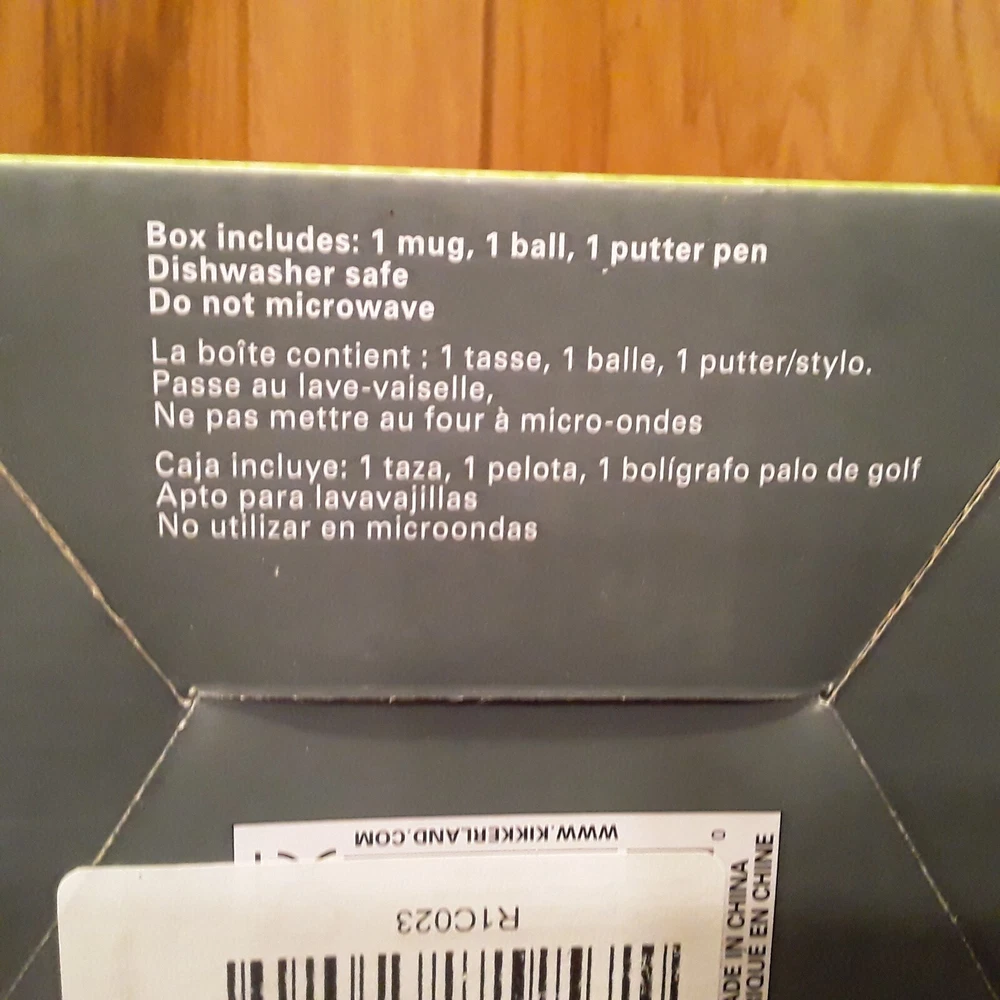 Box includes: 1 mug, 1 ball, 1 putter pen
Dishwasher safe
Do not microwave
La boîte contient : 1 tasse, 1 balle, 1 putter/stylo.
Passe au lave-vaiselle,
Ne pas mettre au four à micro-ondes
Caja incluye: 1 taza, 1 pelota, 1 bolígrafo palo de golf
Apto para lavavajillas
No utilizar en microondas
WWW.KIKKERLAND.COM
R1C023
IN CHINA
EN CHINE